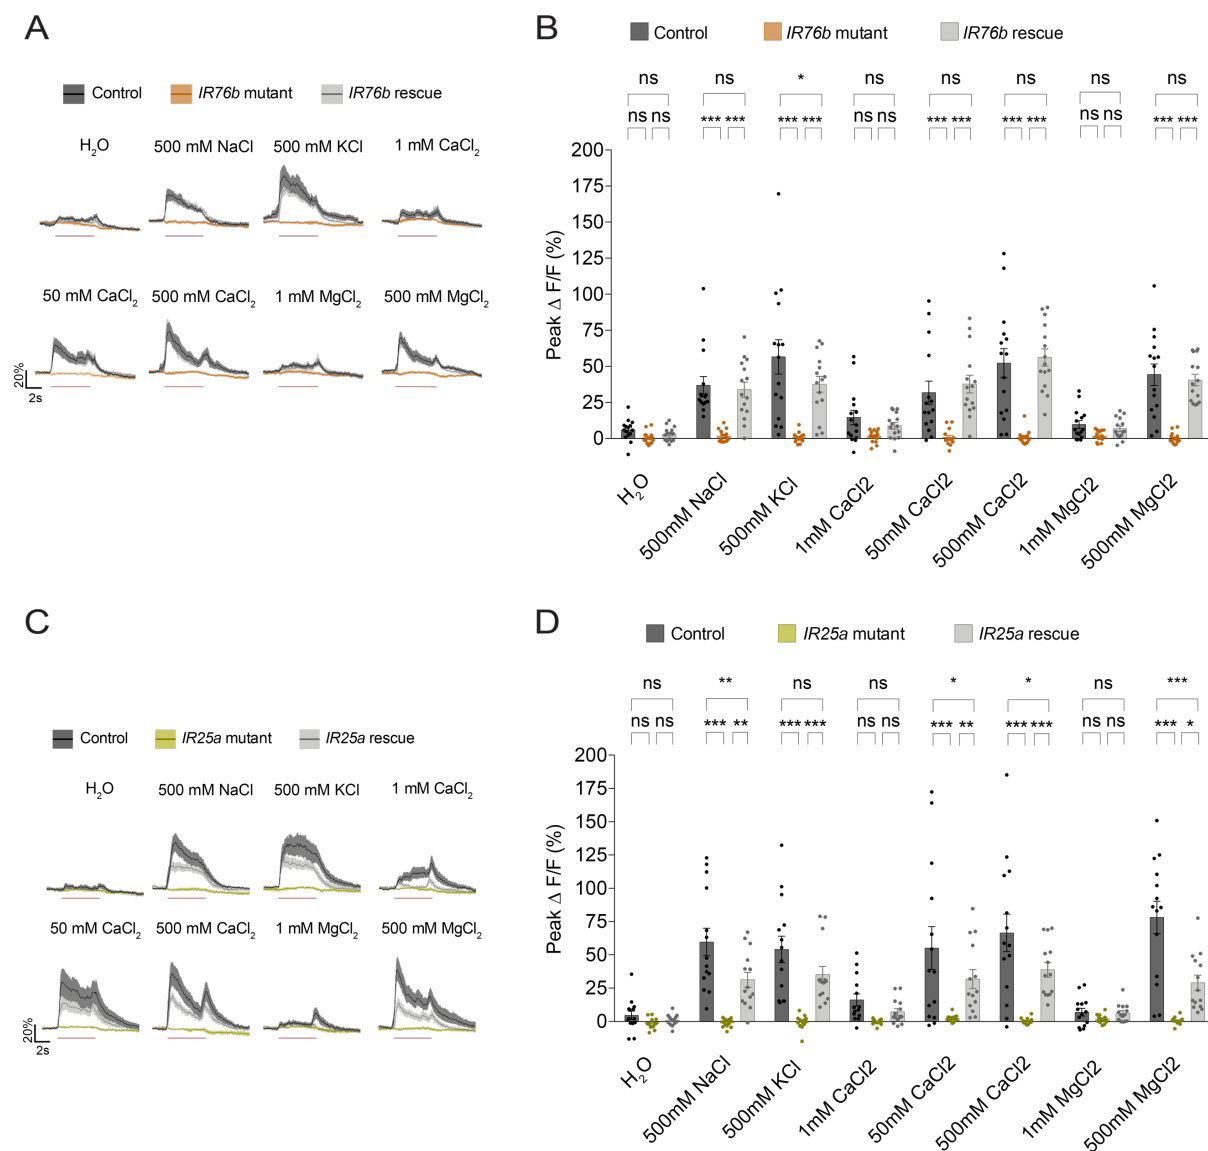 A
Control
IR76b mutant
IR76b rescue
H2O
500 mM NaCl
500 mM KCl
1 mM CaCl2
50 mM CaCl2
500 mM CaCl2
1 mM MgCl2
500 mM MgCl2
20%
2s
B
Control
IR76b mutant
IR76b rescue
ns ns * ns ns ns ns ns
ns ns *** *** *** *** ns ns *** *** *** *** ns ns *** ***
Peak Δ F/F (%)
200
175
150
125
100
75
50
25
0
H2O
500mM NaCl
500mM KCl
1mM CaCl2
50mM CaCl2
500mM CaCl2
1mM MgCl2
500mM MgCl2
C
Control
IR25a mutant
IR25a rescue
H2O
500 mM NaCl
500 mM KCl
1 mM CaCl2
50 mM CaCl2
500 mM CaCl2
1 mM MgCl2
500 mM MgCl2
20%
2s
D
Control
IR25a mutant
IR25a rescue
ns ** ns ns * * ns ***
ns ns *** ** *** *** ns ns *** ** *** *** ns ns *** *
Peak Δ F/F (%)
200
175
150
125
100
75
50
25
0
H2O
500mM NaCl
500mM KCl
1mM CaCl2
50mM CaCl2
500mM CaCl2
1mM MgCl2
500mM MgCl2